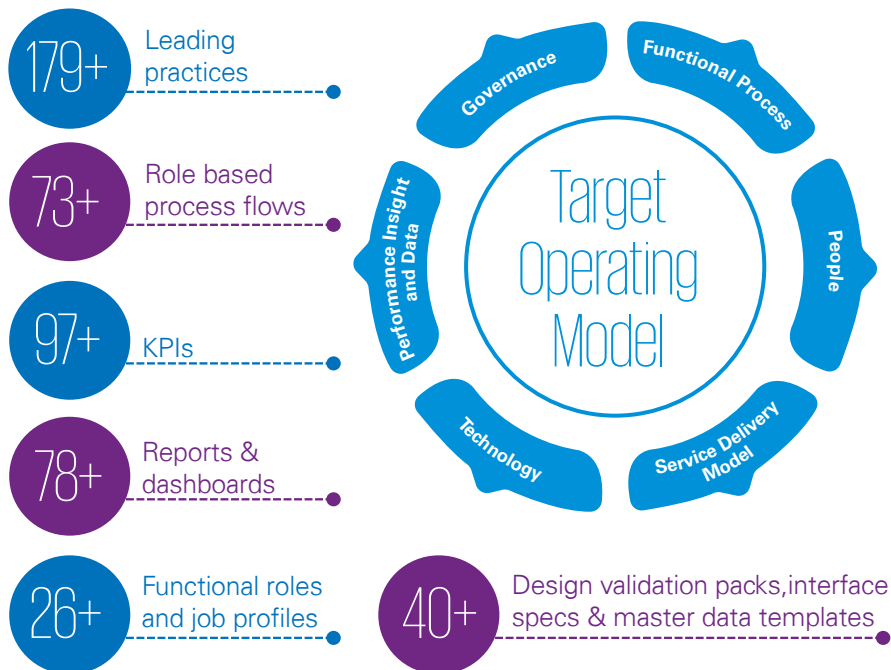 179+
Leading
practices
73+
Role based
process flows
97+
KPIs
78+
Reports &
dashboards
26+
Functional roles
and job profiles
Governance
Functional Process
People
Service Delivery
Model
Technology
Performance Insight
and Data
Target
Operating
Model
40+
Design validation packs,interface
specs & master data templates